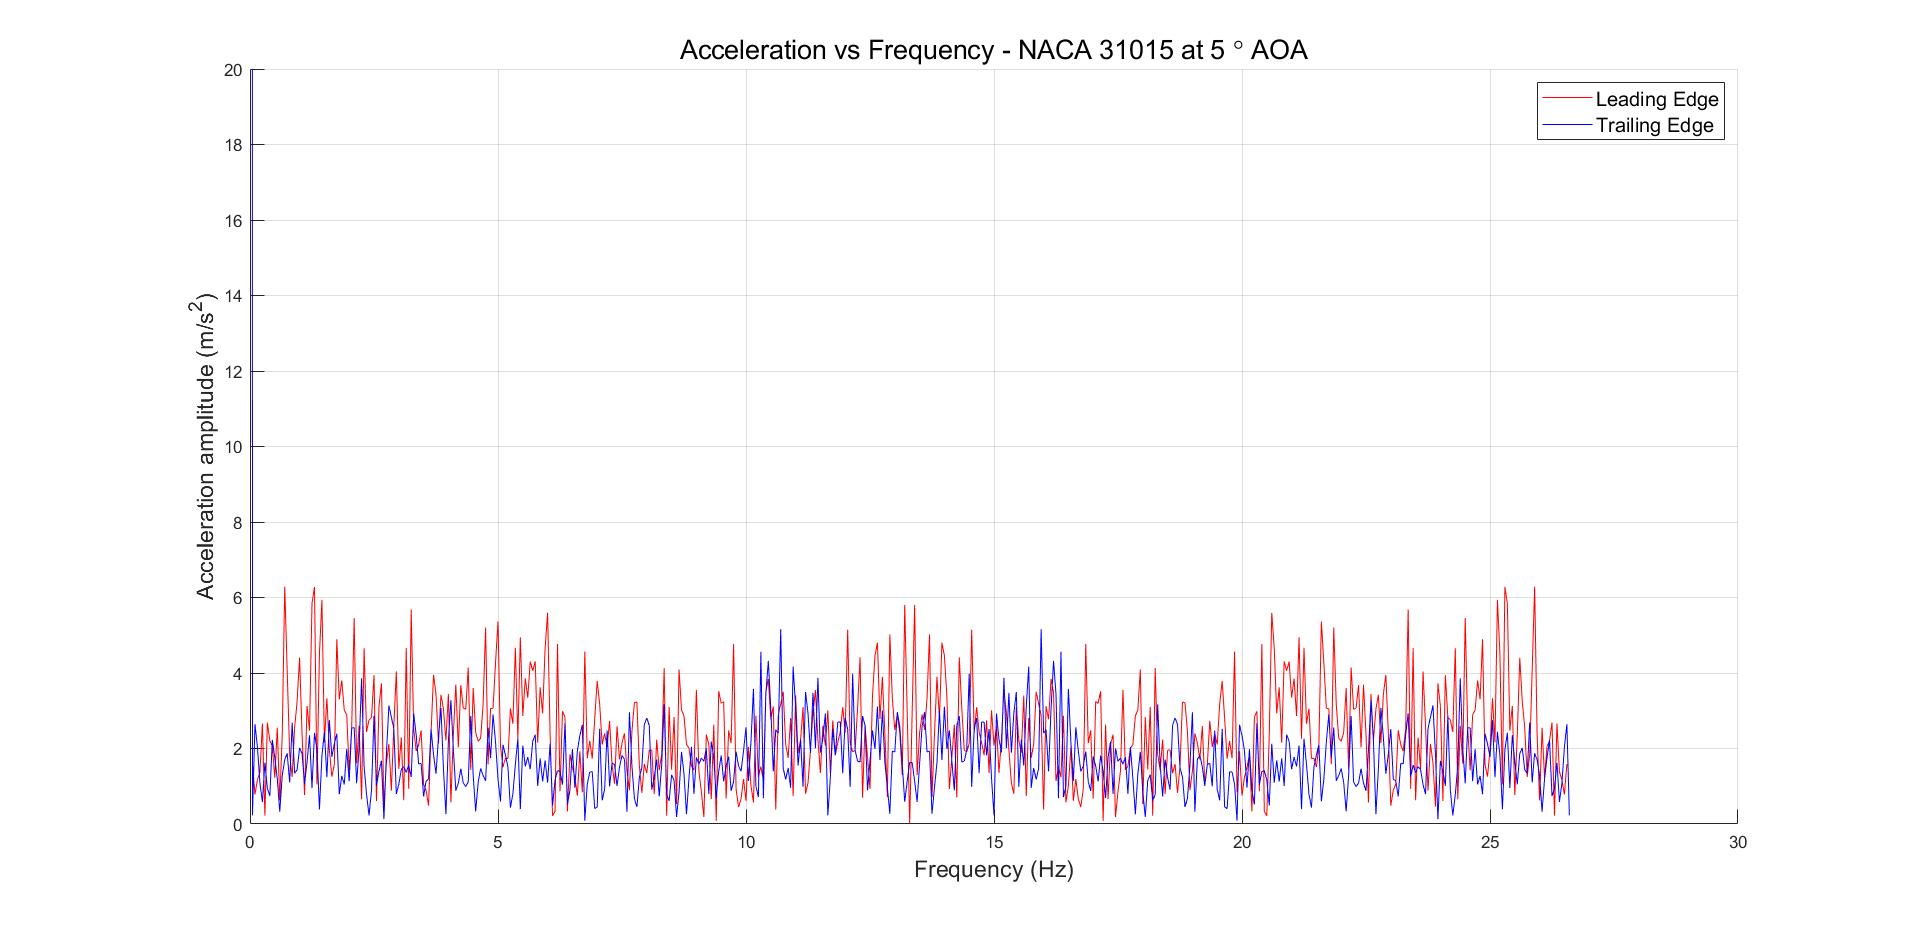 Acceleration vs Frequency - NACA 31015 at 5 ° AOA
Leading Edge
Trailing Edge
Acceleration amplitude (m/s²)
20
18
16
14
12
10
8
6
4
2
0
0 5 10 15 20 25 30
Frequency (Hz)